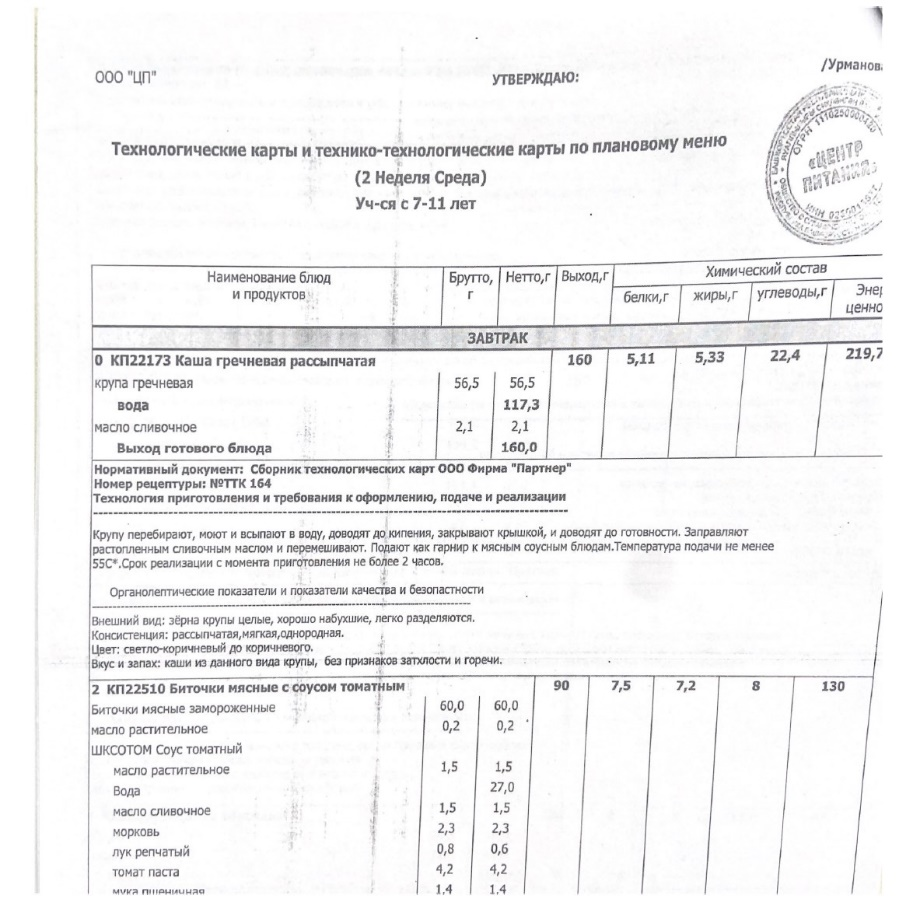 ООО "ЦП"
УТВЕРЖДАЮ:
/Урманова
«ЦЕНТР
ПИТАНИЯ»
Технологические карты и технико-технологические карты по плановому меню
(2 Неделя Среда)
Уч-ся с 7-11 лет
Наименование блюд и продуктов Брутто, г Нетто,г Выход,г Химический состав
белки,г жиры,г углеводы,г Энер ценно
ЗАВТРАК
0 КП22173 Каша гречневая рассыпчатая 160 5,11 5,33 22,4 219,7
крупа гречневая 56,5 56,5
вода 117,3
масло сливочное 2,1 2,1
Выход готового блюда 160,0
Нормативный документ: Сборник технологических карт ООО Фирма "Партнер"
Номер рецептуры: №ТТК 164
Технология приготовления и требования к оформлению, подаче и реализации
Крупу перебирают, моют и всыпают в воду, доводят до кипения, закрывают крышкой, и доводят до готовности. Заправляют
растопленным сливочным маслом и перемешивают. Подают как гарнир к мясным соусным блюдам.Температура подачи не менее
55С*.Срок реализации с момента приготовления не более 2 часов.
Органолептические показатели и показатели качества и безопастности
Внешний вид: зёрна крупы целые, хорошо набухшие, легко разделяются.
Консистенция: рассыпчатая,мягкая,однородная.
Цвет: светло-коричневый до коричневого.
Вкус и запах: каши из данного вида крупы, без признаков затхлости и горечи.
2 КП22510 Биточки мясные с соусом томатным 90 7,5 7,2 8 130
Биточки мясные замороженные 60,0 60,0
масло растительное 0,2 0,2
ШКСОТОМ Соус томатный
масло растительное 1,5 1,5
Вода 27,0
масло сливочное 1,5 1,5
морковь 2,3 2,3
лук репчатый 0,8 0,6
томат паста 4,2 4,2
мука пшеничная 1,4 1,4